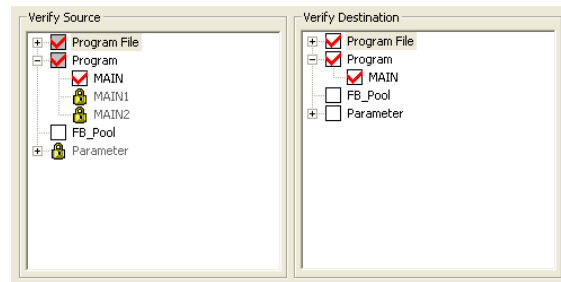 Verify Source
Program File
Program
MAIN
MAIN1
MAIN2
FB_Pool
Parameter
Verify Destination
Program File
Program
MAIN
FB_Pool
Parameter